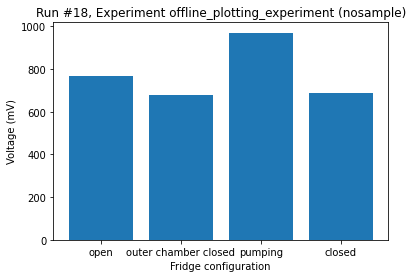 Run #18, Experiment offline_plotting_experiment (nosample)
Voltage (mV)
1000
800
600
400
200
0
open outer chamber closed pumping closed
Fridge configuration